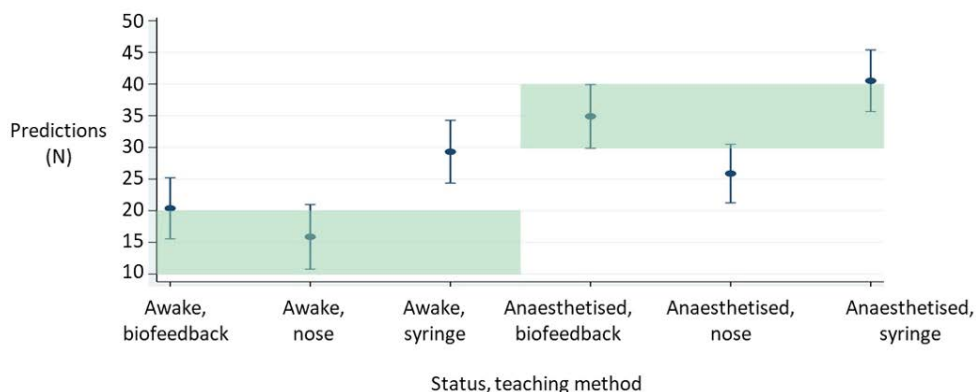 50
45
40
35
30
25
20
15
10
Predictions
(N)
Awake,
biofeedback
Awake,
nose
Awake,
syringe
Anaesthetised,
biofeedback
Anaesthetised,
nose
Anaesthetised,
syringe
Status, teaching method